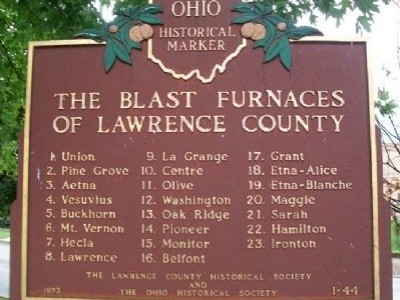 OHIO
HISTORICAL
MARKER
THE BLAST FURNACES
OF LAWRENCE COUNTY
1. Union
2. Pine Grove
3. Aetna
4. Vesuvius
5. Buckhorn
6. Mt. Vernon
7. Hecla
8. Lawrence
9. La Grange
10. Centre
11. Olive
12. Washington
13. Oak Ridge
14. Pioneer
15. Monitor
16. Belfont
17. Grant
18. Etna-Alice
19. Etna-Blanche
20. Maggie
21. Sarah
22. Hamilton
23. Ironton
THE LAWRENCE COUNTY HISTORICAL SOCIETY
AND
1973 THE OHIO HISTORICAL SOCIETY 1-44